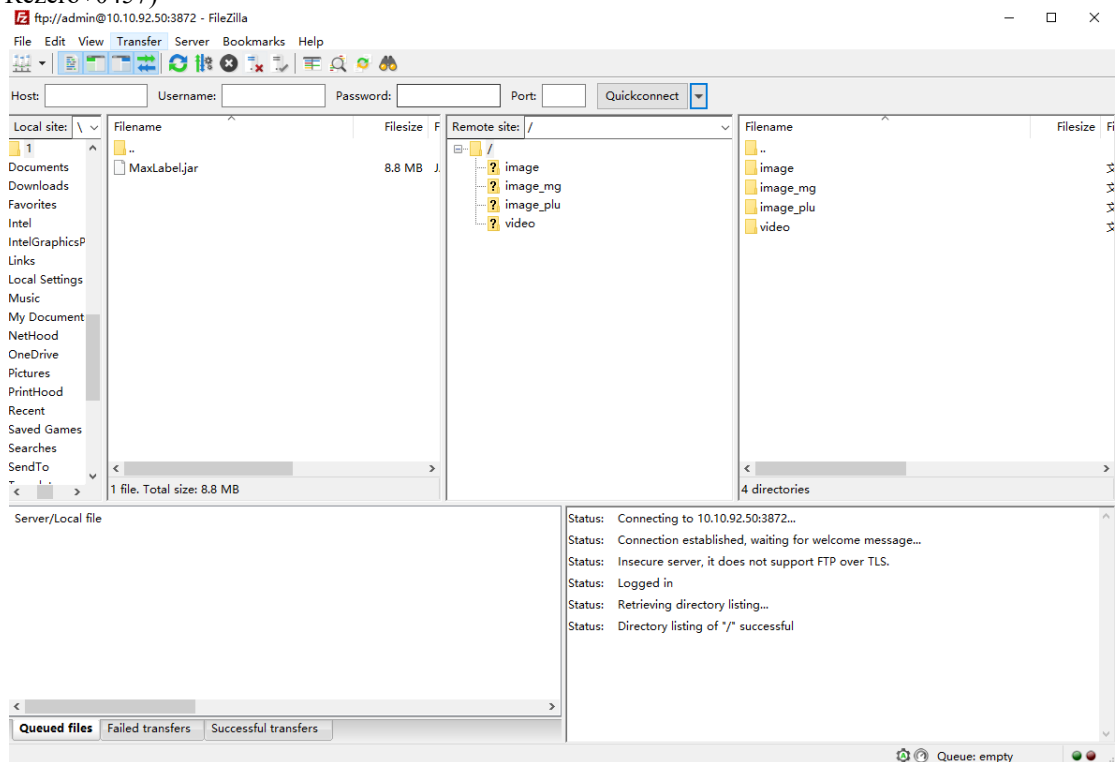 ftp://admin@10.10.92.50:3872 - FileZilla
File Edit View Transfer Server Bookmarks Help
Host: Username: Password: Port: Quickconnect
Local site: \
1
Documents
Downloads
Favorites
Intel
IntelGraphicsP
Links
Local Settings
Music
My Document
NetHood
OneDrive
Pictures
PrintHood
Recent
Saved Games
Searches
SendTo
Filename Filesize F
..
MaxLabel.jar 8.8 MB J
1 file. Total size: 8.8 MB
Remote site: /
/
? image
? image_mg
? image_plu
? video
Filename Filesize Fi
..
image 文
image_mg 文
image_plu 文
video 文
4 directories
Server/Local file
Status: Connecting to 10.10.92.50:3872...
Status: Connection established, waiting for welcome message...
Status: Insecure server, it does not support FTP over TLS.
Status: Logged in
Status: Retrieving directory listing...
Status: Directory listing of "/" successful
Queued files Failed transfers Successful transfers
Queue: empty